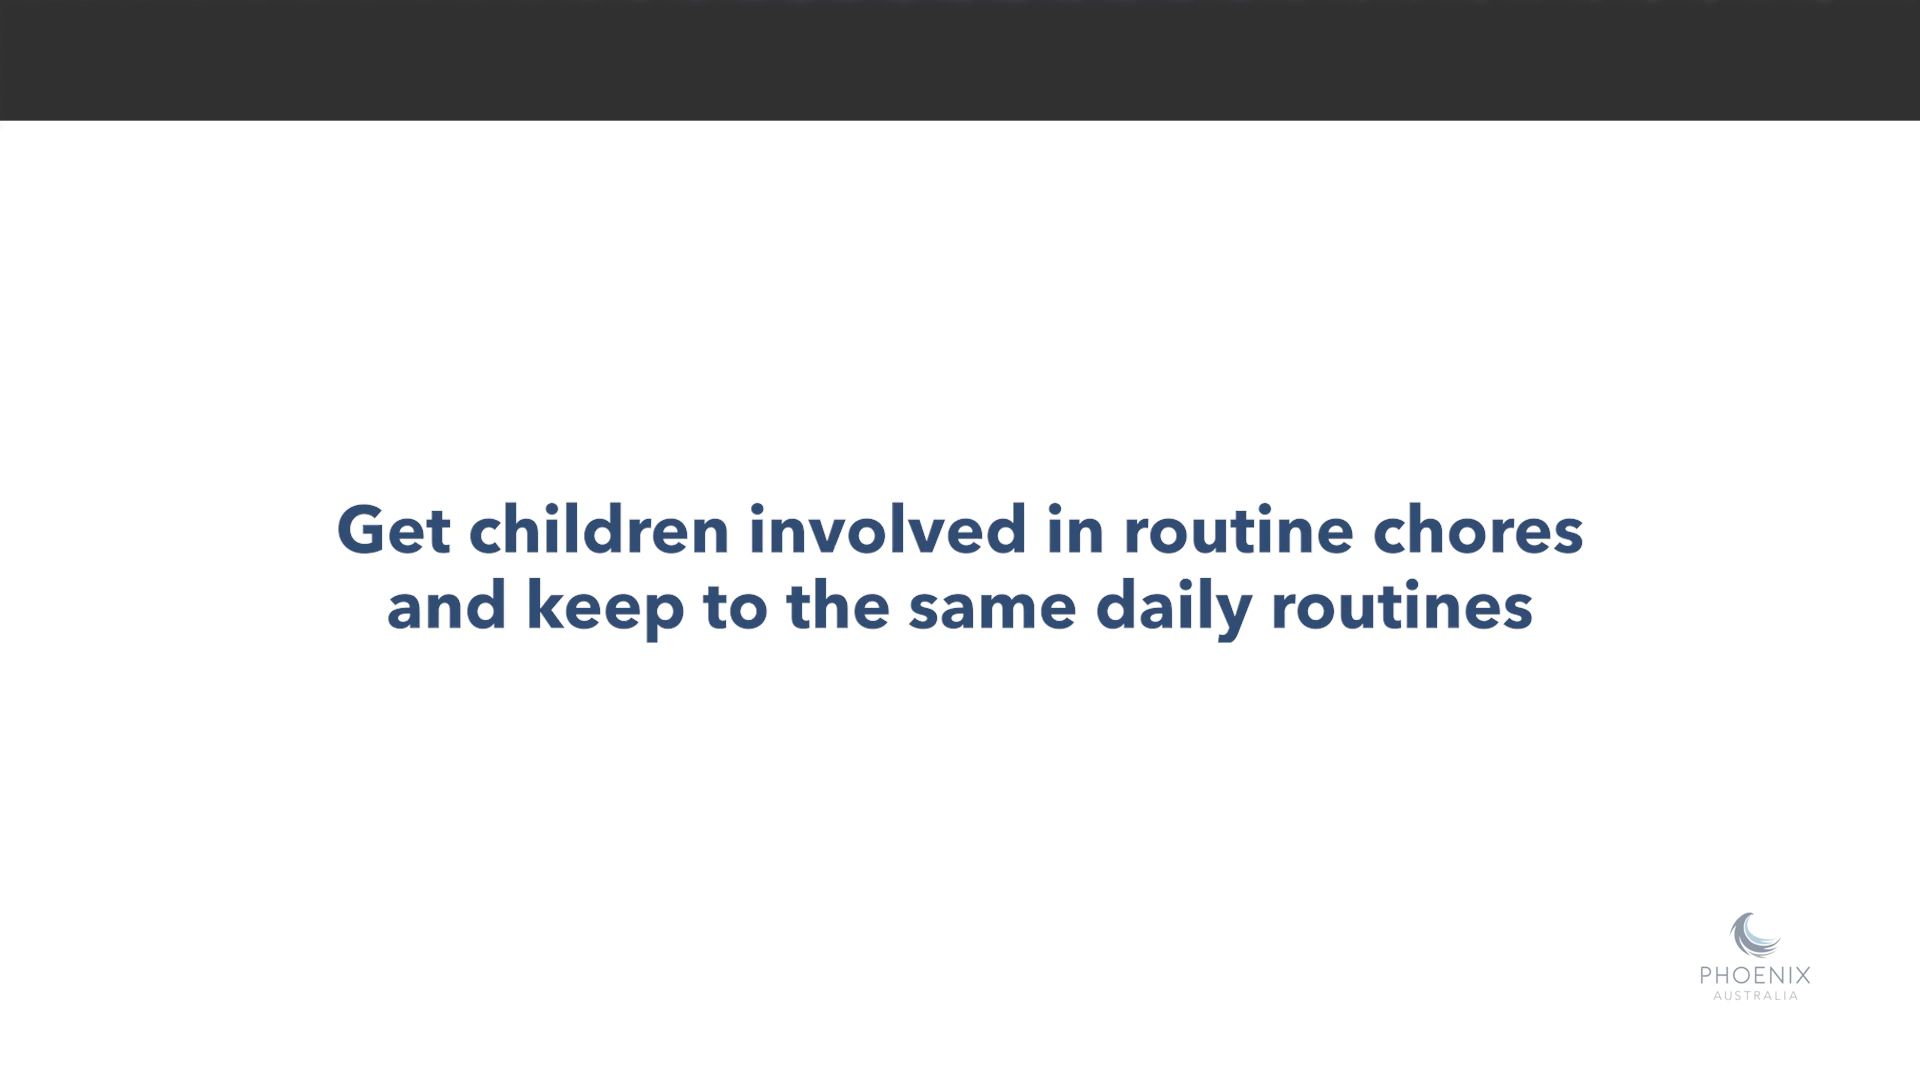 Get children involved in routine chores
and keep to the same daily routines
PHOENIX
AUSTRALIA